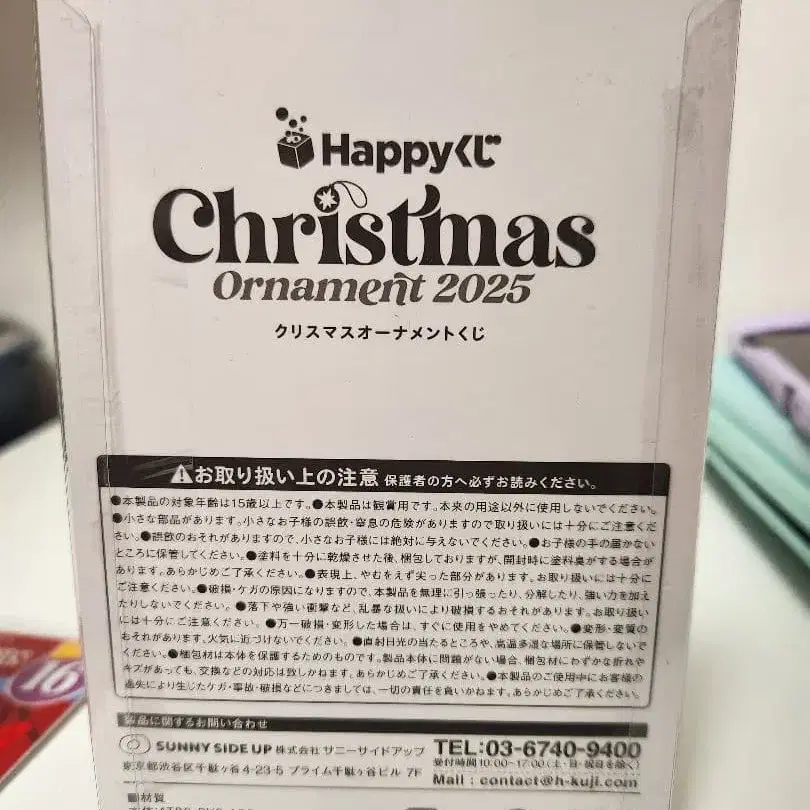 Happyくじ
Christmas
Ornament 2025
クリスマスオーナメントくじ
お取り扱い上の注意 保護者の方へ必ずお読みください。
●本製品の対象年齢は15歳以上です。●本製品は観賞用です。本来の用途以外に使用しないでください。
●小さな部品があります。小さなお子様の誤飲・窒息の危険がありますので取り扱いには十分にご注意くだ
さい。●誤飲のおそれがありますので、小さなお子様には絶対に与えないでください。●お子様の手の届かない
ところに保管してください。●塗料を十分に乾燥させた後、梱包しておりますが、開封時に塗料臭がする場合が
あります。あらかじめご了承ください。●表現上、やむをえず尖った部分があります。お取り扱いには十分に
ご注意ください。●破損・ケガの原因になりますので、本製品を無理に引っ張ったり、分解したり、強い力を加え
たりしないでください。●落下や強い衝撃など、乱暴な扱いにより破損するおそれがあります。お取り扱い
には十分にご注意ください。●万一破損・変形した場合は、すぐに使用をやめてください。●変形・変質の
おそれがあります、火気に近づけないでください。●直射日光の当たるところや、高温多湿な場所に保管しないで
ください。●梱包材は本体を保護するためのものです。製品本体に問題がない場合、梱包材にわずかな折れや
キズがあっても、交換などの対応は致しかねます。あらかじめご了承ください。●本製品のご使用中にお客様の
過失により生じたケガ・事故・破損などにつきましては、一切の責任を負いかねます。あらかじめご了承ください。
製品に関するお問い合わせ
SUNNY SIDE UP 株式会社 サニーサイドアップ
東京都渋谷区千駄ヶ谷 4-23-5 プライム千駄ヶ谷ビル 7F
TEL:03-6740-9400
受付時間10:00~17:00（土・日・祝日を除く）
Mail : contact@h-kuji.com
■材質
16